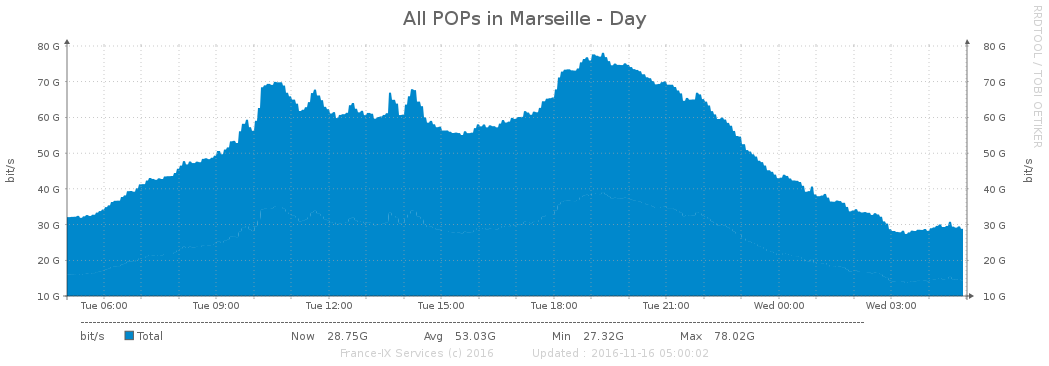 All POPs in Marseille - Day
RRDTOOL / TOBI OETIKER
80 G 80 G
70 G 70 G
60 G 60 G
50 G 50 G
40 G 40 G
30 G 30 G
20 G 20 G
10 G 10 G
bit/s
bit/s
Tue 06:00 Tue 09:00 Tue 12:00 Tue 15:00 Tue 18:00 Tue 21:00 Wed 00:00 Wed 03:00
bit/s Total Now 28.75G Avg 53.03G Min 27.32G Max 78.02G
France-IX Services (c) 2016 Updated : 2016-11-16 05:00:02